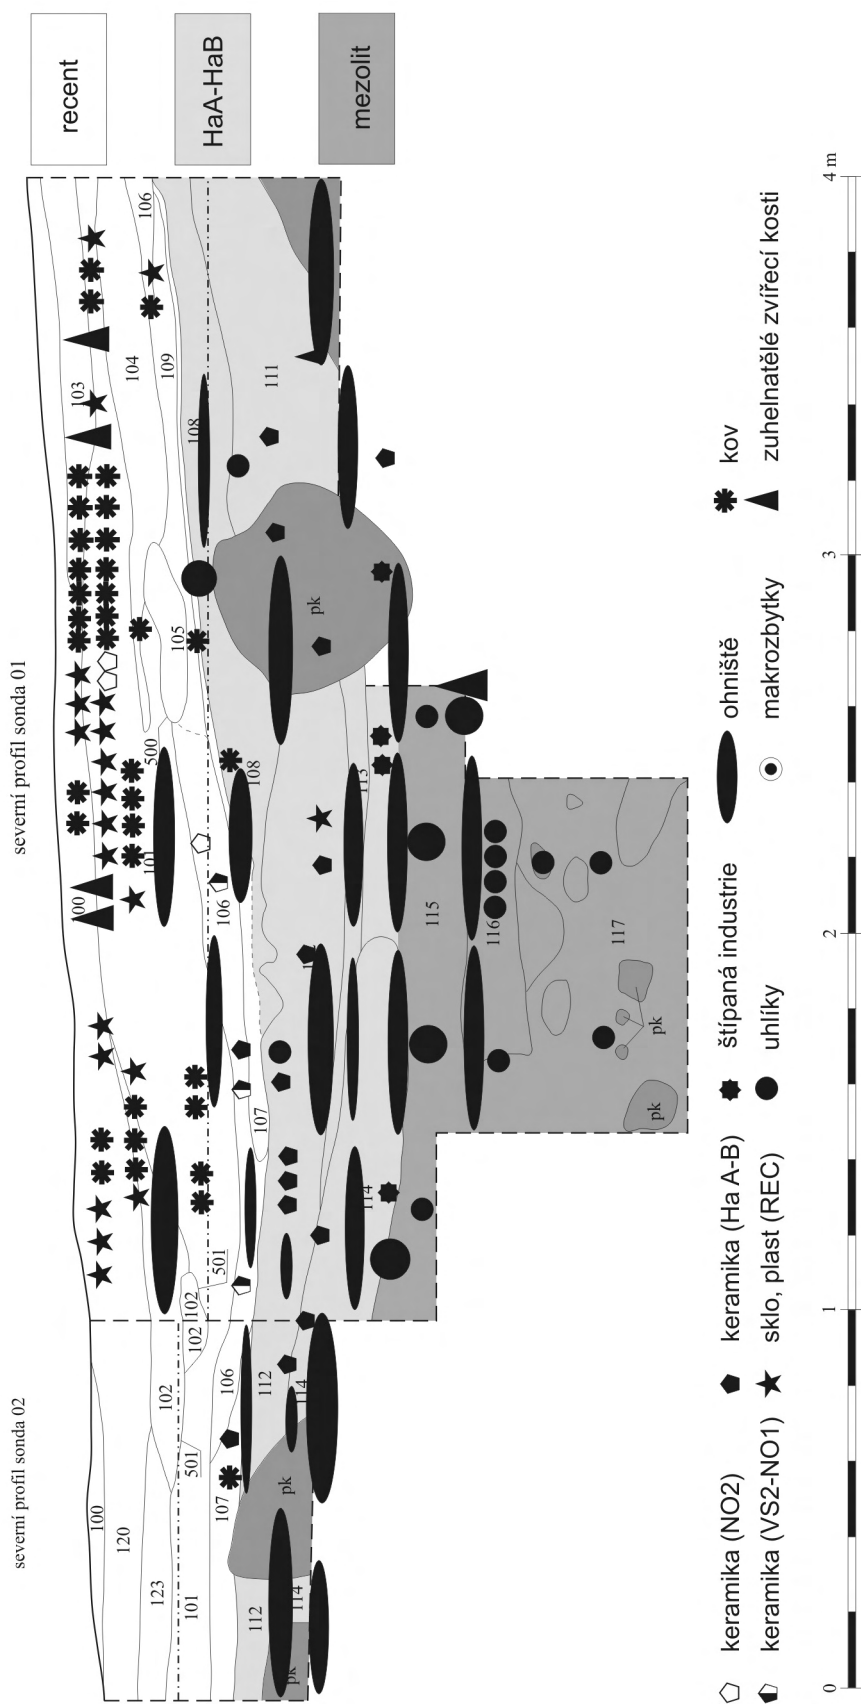 severní profil sonda 02
severní profil sonda 01
recent
HaA-HaB
mezolit
100
120
123
101
102
501
102
102
501
106
107
112
112
114
114
pk
pk
100
101
500
103
104
105
106
109
108
106
108
107
111
113
114
pk
115
116
117
pk
pk
keramika (NO2)
keramika (Ha A-B)
štípaná industrie
ohniště
kov
keramika (VS2-NO1)
sklo, plast (REC)
uhlíky
makrozbytky
zuhelnatělé zvířecí kosti
0
1
2
3
4 m